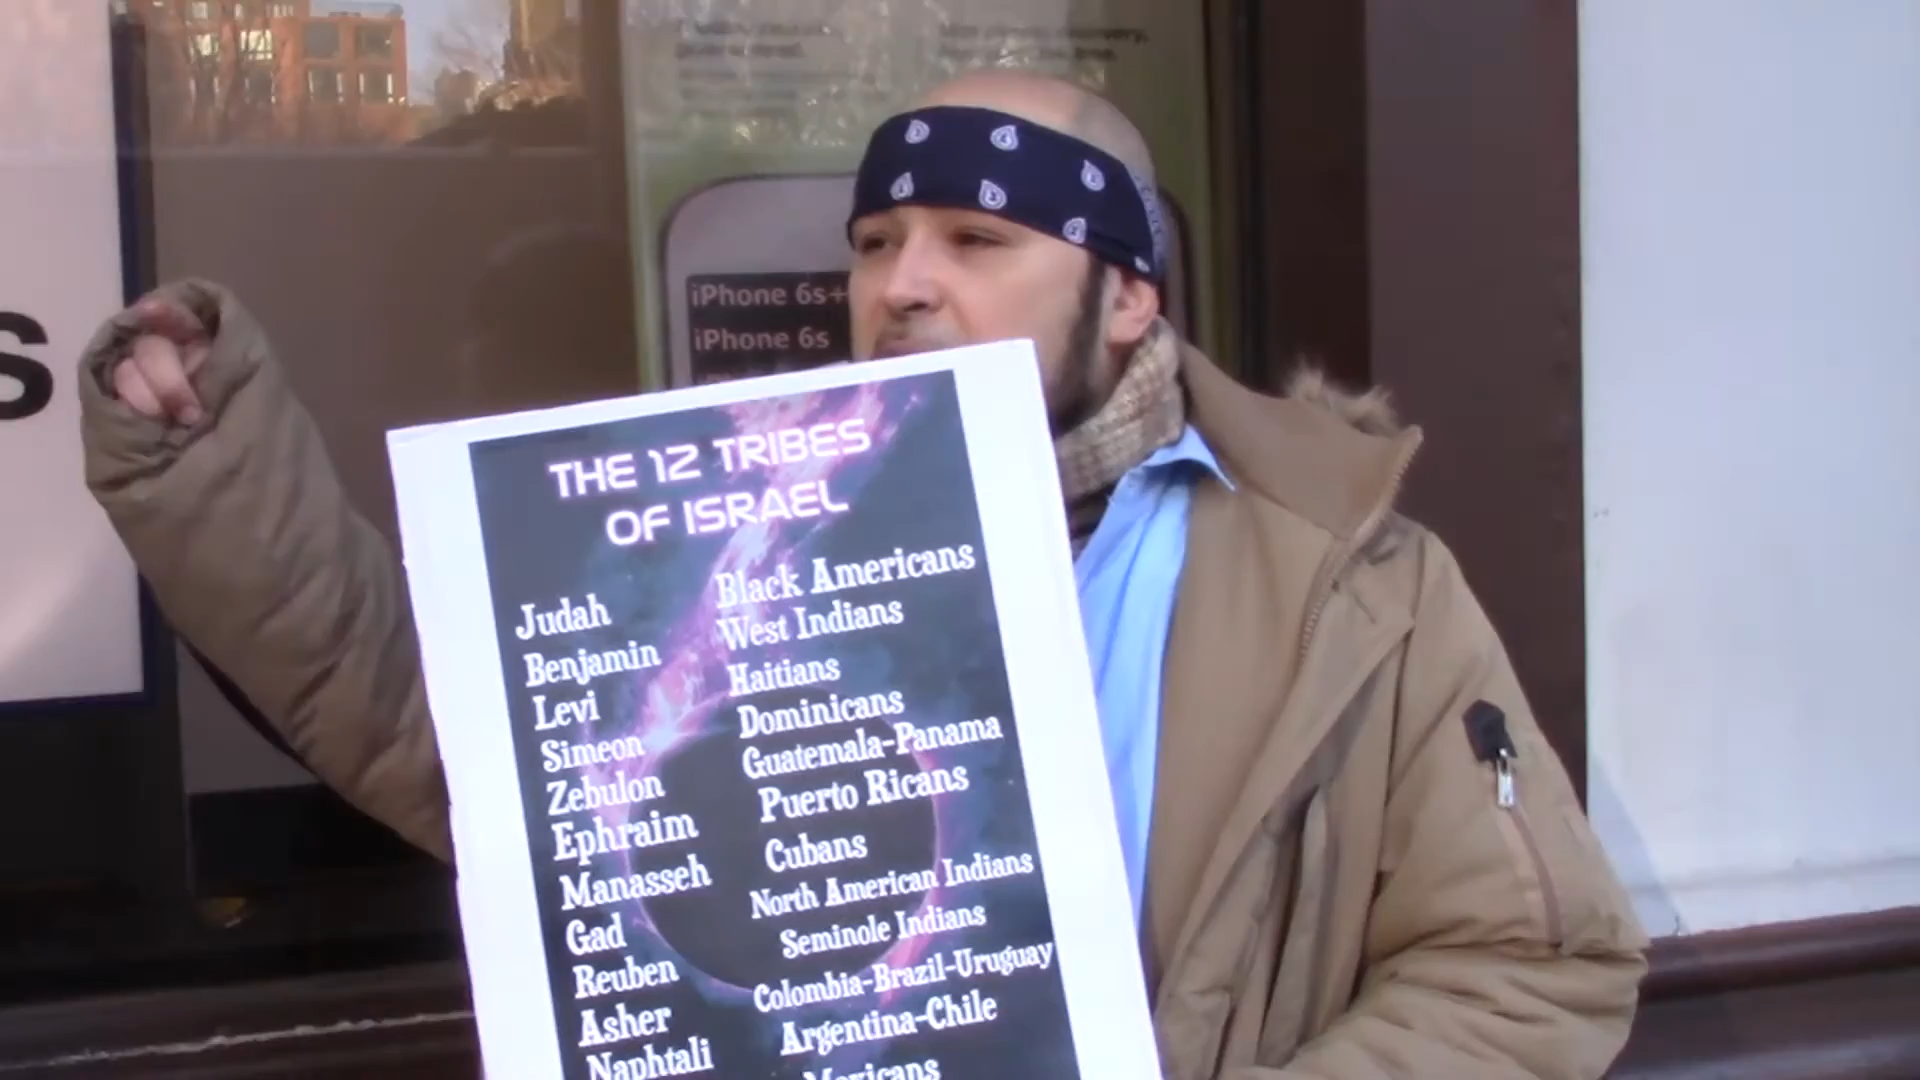 s
iPhone 6s+
iPhone 6s
THE 12 TRIBES
OF ISRAEL
Judah Black Americans
Benjamin West Indians
Levi Haitians
Simeon Dominicans
Zebulon Guatemala-Panama
Ephraim Puerto Ricans
Manasseh Cubans
Gad North American Indians
Reuben Seminole Indians
Asher Colombia-Brazil-Uruguay
Naphtali Argentina-Chile
Mexicans